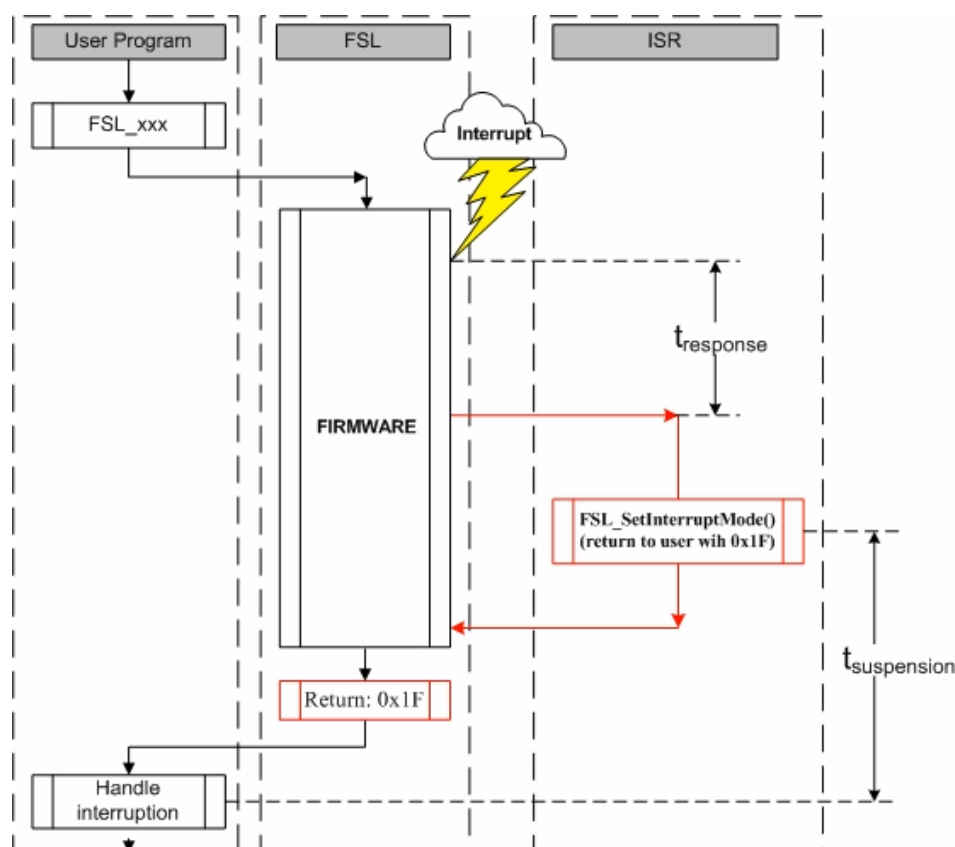 User Program
FSL
ISR
FSL_xxx
Interrupt
tresponse
FIRMWARE
FSL_SetInterruptMode()
(return to user wih 0x1F)
tsuspension
Return: 0x1F
Handle
interruption